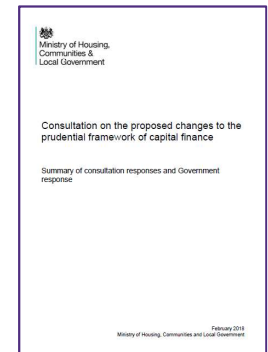 Ministry of Housing,
Communities &
Local Government
Consultation on the proposed changes to the
prudential framework of capital finance
Summary of consultation responses and Government
response
February 2018
Ministry of Housing, Communities and Local Government